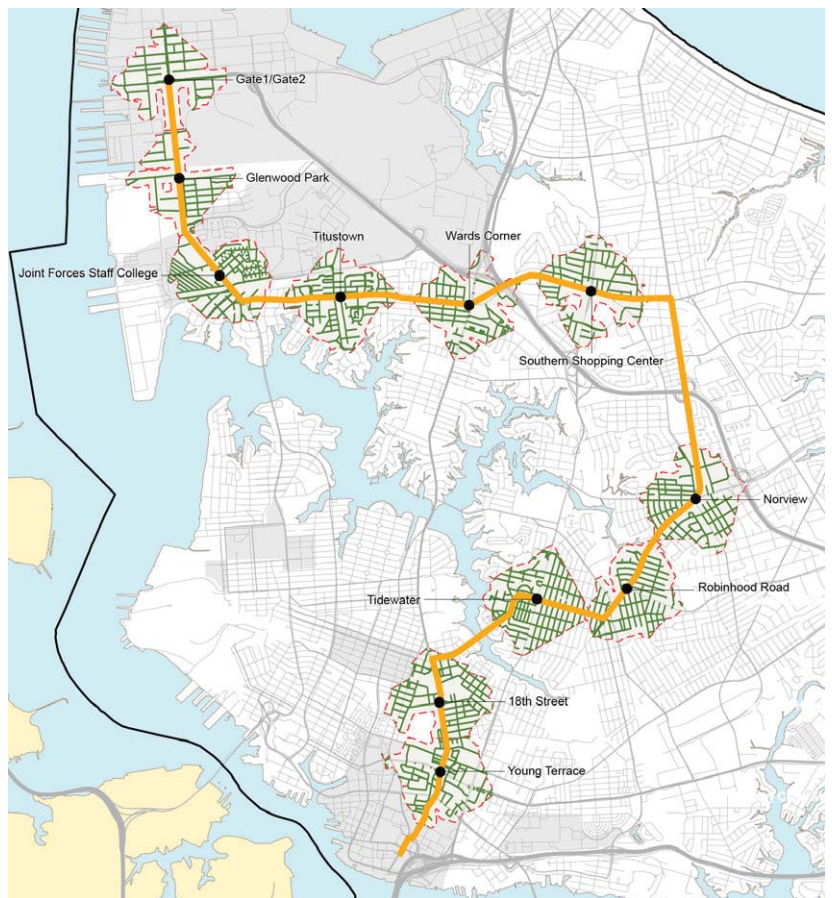 Gate1/Gate2
Glenwood Park
Titustown
Wards Corner
Joint Forces Staff College
Southern Shopping Center
Norview
Robinhood Road
Tidewater
18th Street
Young Terrace